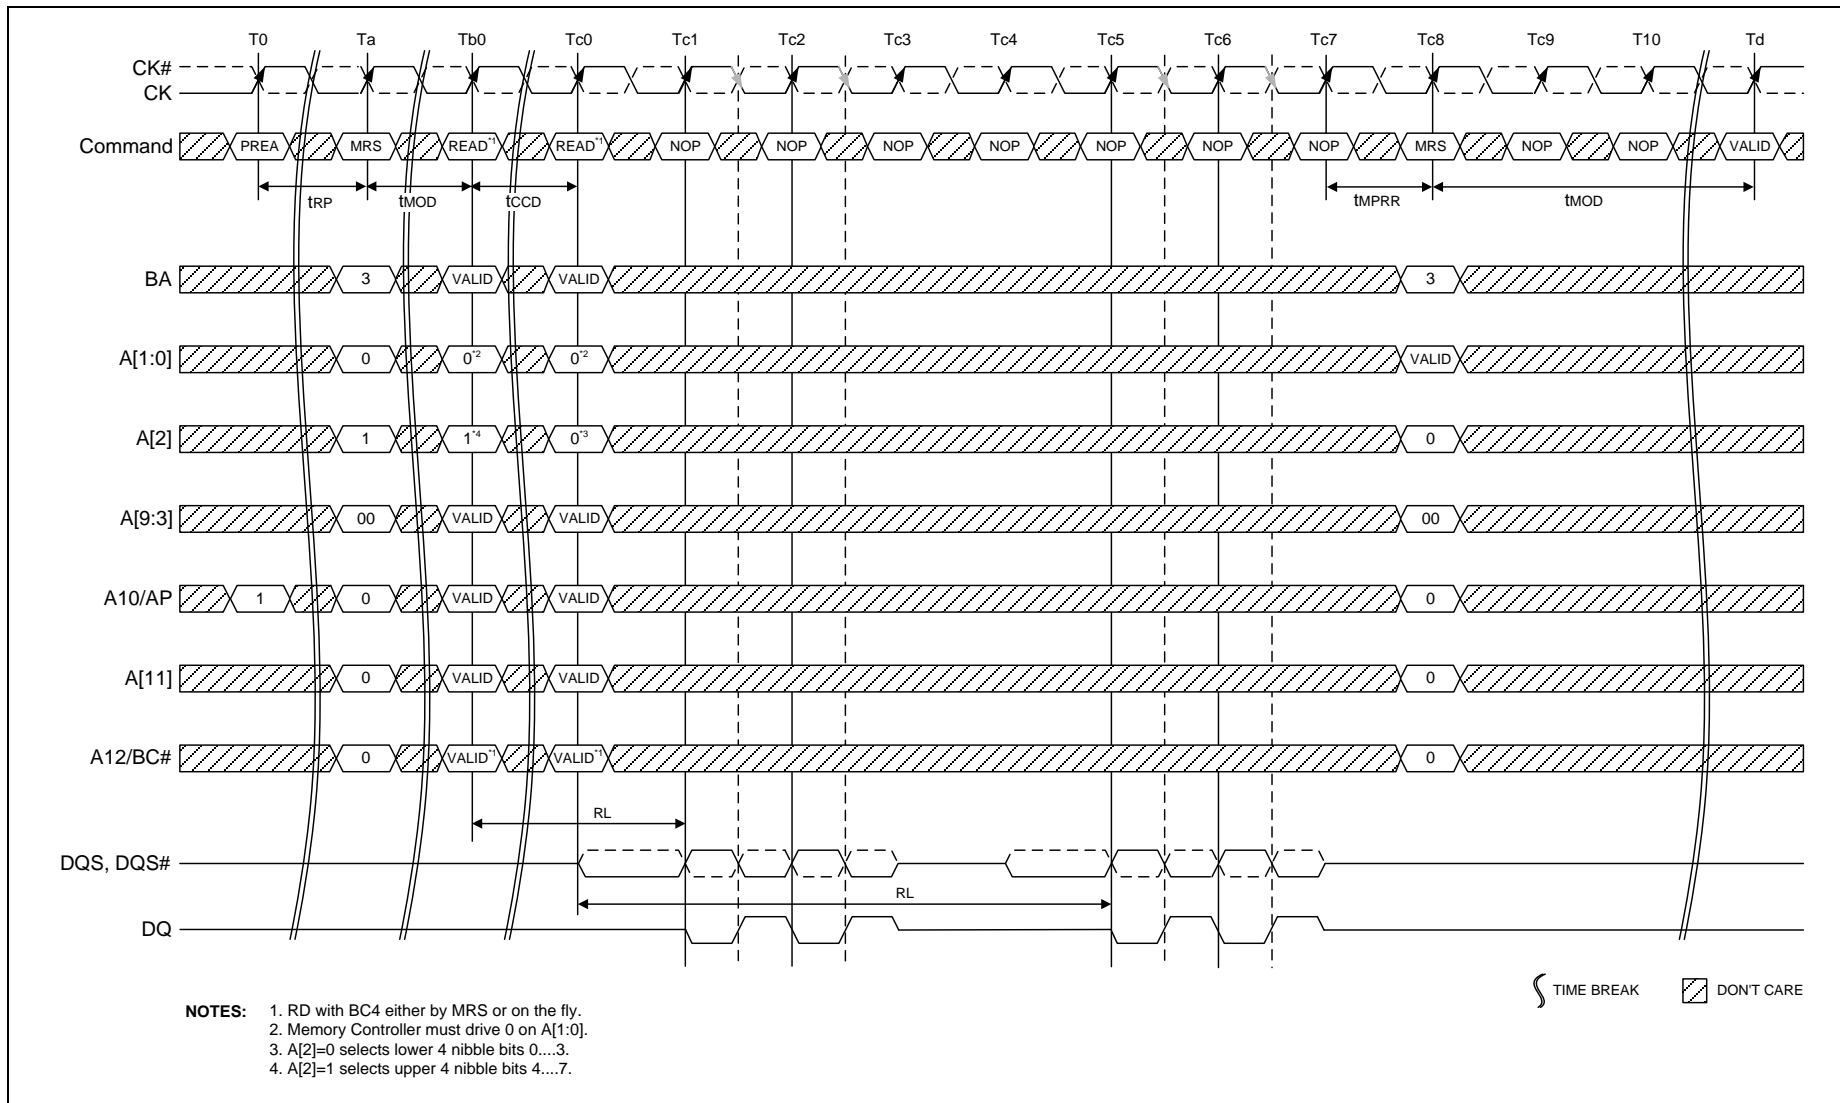 T0 Ta Tb0 Tc0 Tc1 Tc2 Tc3 Tc4 Tc5 Tc6 Tc7 Tc8 Tc9 T10 Td
CK#
CK
Command PREA MRS READ*1 READ*1 NOP NOP NOP NOP NOP NOP NOP MRS NOP NOP VALID
tRP tMOD tCCD tMPRR tMOD
BA 3 VALID VALID 3
A[1:0] 0 0*2 0*2 VALID
A[2] 1 1*4 0*3 0
A[9:3] 00 VALID VALID 00
A10/AP 1 0 VALID VALID 0
A[11] 0 VALID VALID 0
A12/BC# 0 VALID*1 VALID*1 0
RL
DQS, DQS#
RL
DQ
TIME BREAK DON'T CARE
NOTES: 1. RD with BC4 either by MRS or on the fly.
2. Memory Controller must drive 0 on A[1:0].
3. A[2]=0 selects lower 4 nibble bits 0....3.
4. A[2]=1 selects upper 4 nibble bits 4....7.